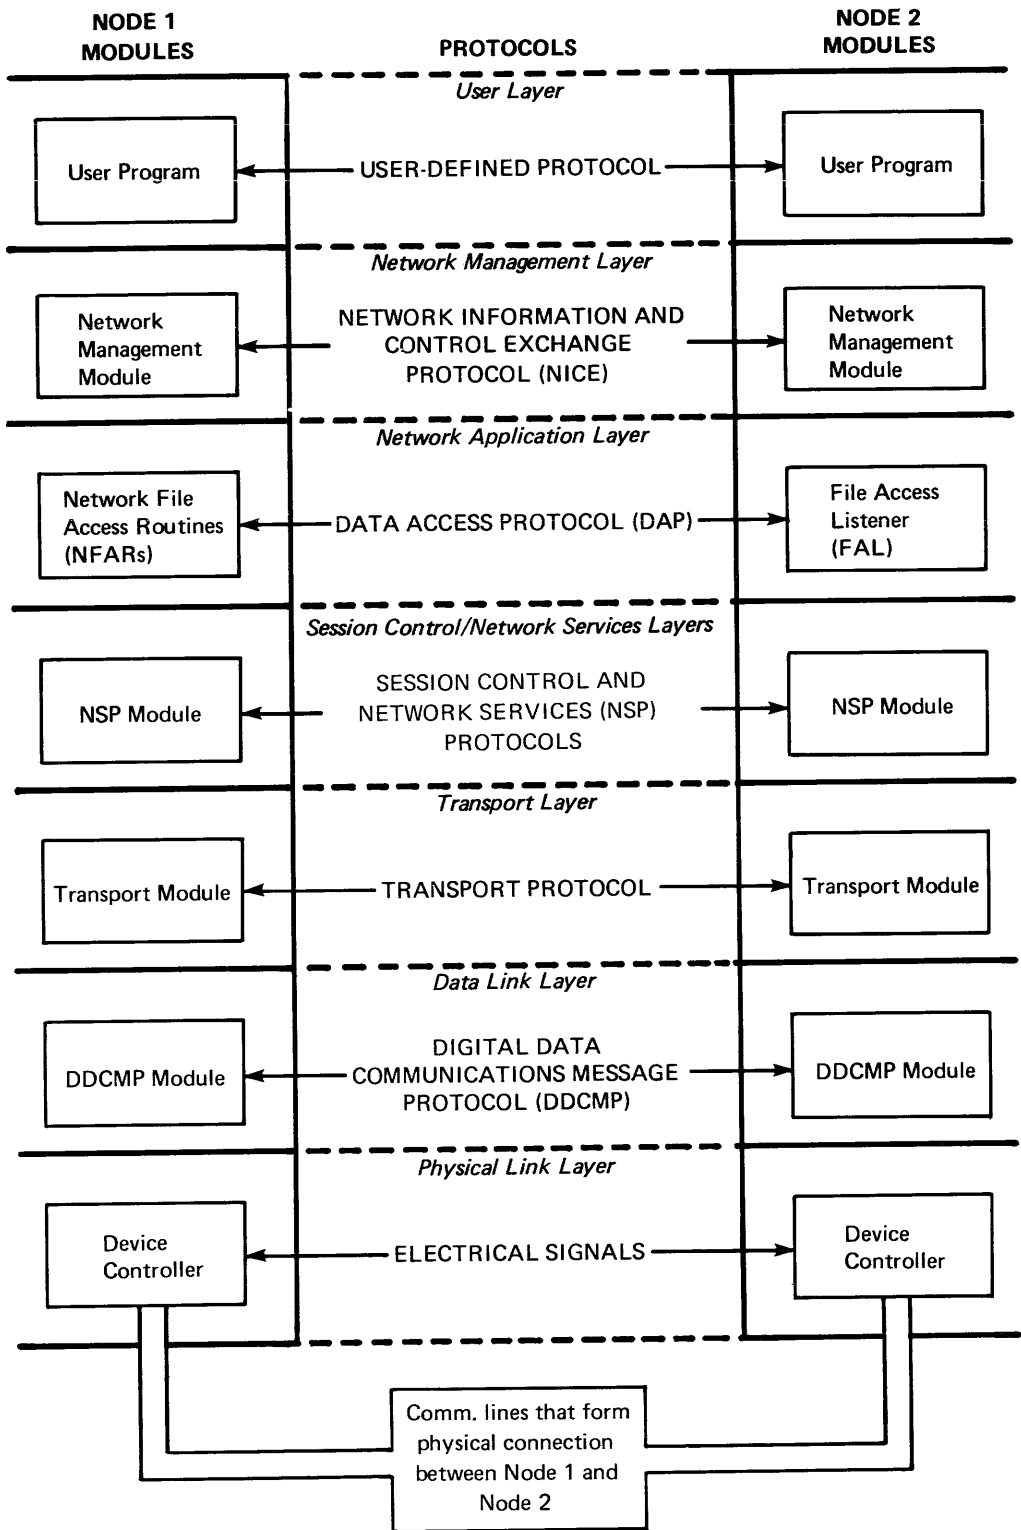 NODE 1
MODULES
PROTOCOLS
NODE 2
MODULES
User Layer
User Program
USER-DEFINED PROTOCOL
User Program
Network Management Layer
Network
Management
Module
NETWORK INFORMATION AND
CONTROL EXCHANGE
PROTOCOL (NICE)
Network
Management
Module
Network Application Layer
Network File
Access Routines
(NFARs)
DATA ACCESS PROTOCOL (DAP)
File Access
Listener
(FAL)
Session Control/Network Services Layers
NSP Module
SESSION CONTROL AND
NETWORK SERVICES (NSP)
PROTOCOLS
NSP Module
Transport Layer
Transport Module
TRANSPORT PROTOCOL
Transport Module
Data Link Layer
DDCMP Module
DIGITAL DATA
COMMUNICATIONS MESSAGE
PROTOCOL (DDCMP)
DDCMP Module
Physical Link Layer
Device
Controller
ELECTRICAL SIGNALS
Device
Controller
Comm. lines that form
physical connection
between Node 1 and
Node 2